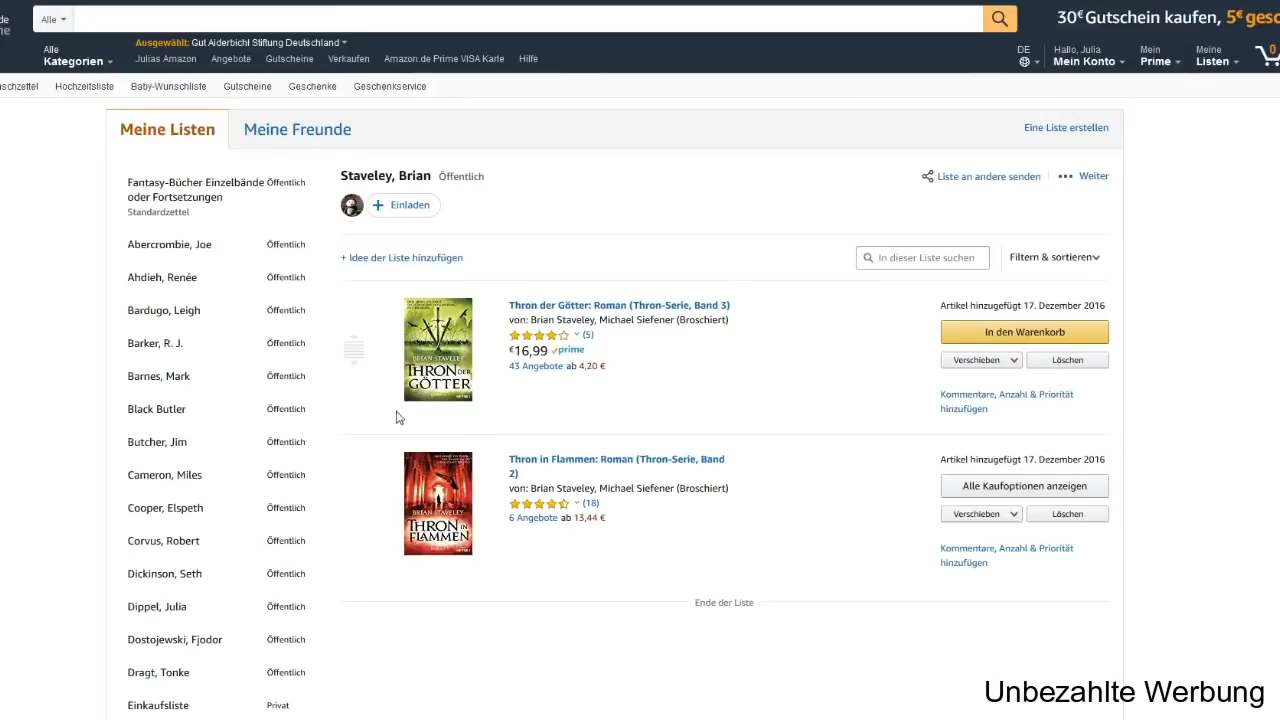 de
ne
Alle
30€Gutschein kaufen, 5€ gesc
Alle
Kategorien
Ausgewählt: Gut Aiderbichl Stiftung Deutschland
Julias Amazon Angebote Gutscheine Verkaufen Amazon.de Prime VISA Karte Hilfe
DE
Hallo, Julia
Mein Konto
Mein
Prime
Meine
Listen
0
schzettel Hochzeitsliste Baby-Wunschliste Gutscheine Geschenke Geschenkservice
Meine Listen Meine Freunde Eine Liste erstellen
Fantasy-Bücher Einzelbände Öffentlich
oder Fortsetzungen
Standardzettel
Abercrombie, Joe Öffentlich
Ahdieh, Renée Öffentlich
Bardugo, Leigh Öffentlich
Barker, R. J. Öffentlich
Barnes, Mark Öffentlich
Black Butler Öffentlich
Butcher, Jim Öffentlich
Cameron, Miles Öffentlich
Cooper, Elspeth Öffentlich
Corvus, Robert Öffentlich
Dickinson, Seth Öffentlich
Dippel, Julia Öffentlich
Dostojewski, Fjodor Öffentlich
Dragt, Tonke Öffentlich
Einkaufsliste Privat
Staveley, Brian Öffentlich
Liste an andere senden Weiter
+ Einladen
+ Idee der Liste hinzufügen
In dieser Liste suchen
Filtern & sortieren
BRIAN STAVELEY
THRON
DER
GÖTTER
Thron der Götter: Roman (Thron-Serie, Band 3)
von: Brian Staveley, Michael Siefener (Broschiert)
(5)
€16,99 prime
43 Angebote ab 4,20 €
Artikel hinzugefügt 17. Dezember 2016
In den Warenkorb
Verschieben Löschen
Kommentare, Anzahl & Priorität
hinzufügen
BRIAN STAVELEY
THRON
IN
FLAMMEN
Thron in Flammen: Roman (Thron-Serie, Band
2)
von: Brian Staveley, Michael Siefener (Broschiert)
(18)
6 Angebote ab 13,44 €
Artikel hinzugefügt 17. Dezember 2016
Alle Kaufoptionen anzeigen
Verschieben Löschen
Kommentare, Anzahl & Priorität
hinzufügen
Ende der Liste
Unbezahlte Werbung